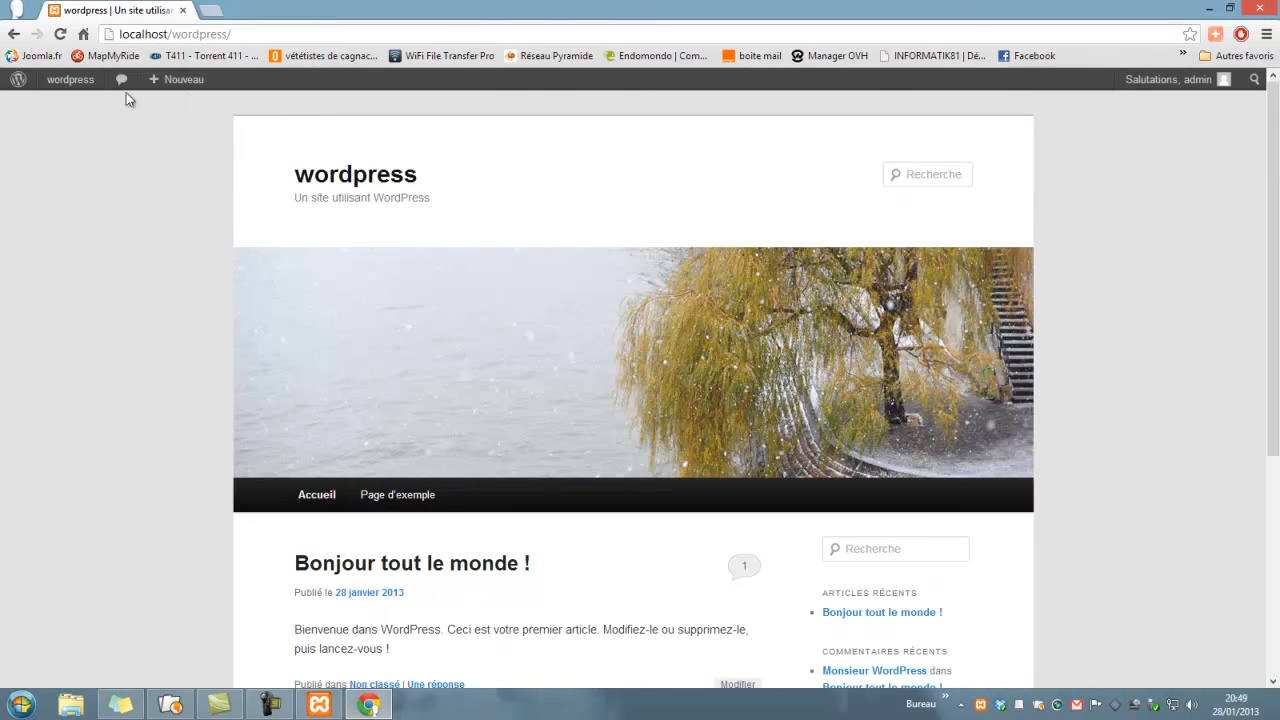 wordpress | Un site utilisa
localhost/wordpress/
Joomla.fr MapMyRide T411 - Torrent 411 - ... vététistes de cagnac... WiFi File Transfer Pro Réseau Pyramide Endomondo | Com... boite mail Manager OVH INFORMATIK81 | Dé... Facebook » Autres favoris
wordpress + Nouveau Salutations, admin
wordpress
Un site utilisant WordPress
Recherche
Accueil Page d'exemple
Bonjour tout le monde !
1
Publié le 28 janvier 2013
Bienvenue dans WordPress. Ceci est votre premier article. Modifiez-le ou supprimez-le,
puis lancez-vous !
Publié dans Non classé | Une réponse
Modifier
Recherche
ARTICLES RÉCENTS
Bonjour tout le monde !
COMMENTAIRES RÉCENTS
Monsieur WordPress dans
Bonjour tout le monde !
Bureau »
20:49
28/01/2013